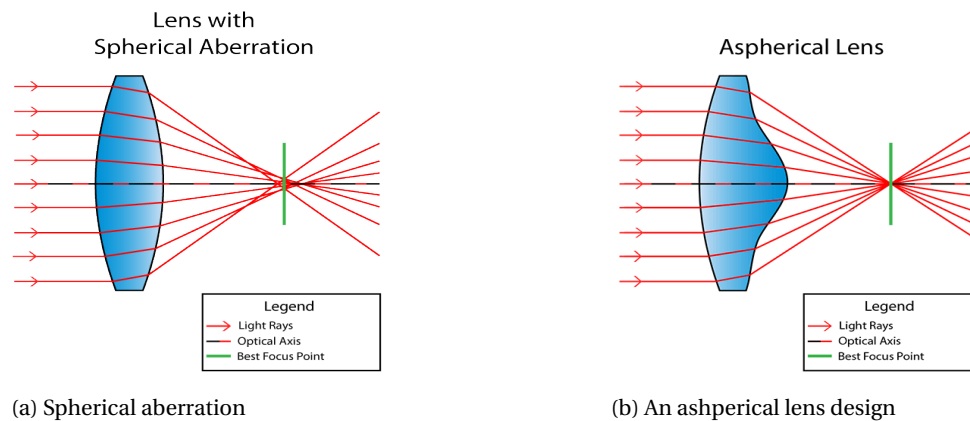 Lens with
Spherical Aberration
Legend
Light Rays
Optical Axis
Best Focus Point
(a) Spherical aberration
Aspherical Lens
Legend
Light Rays
Optical Axis
Best Focus Point
(b) An ashperical lens design